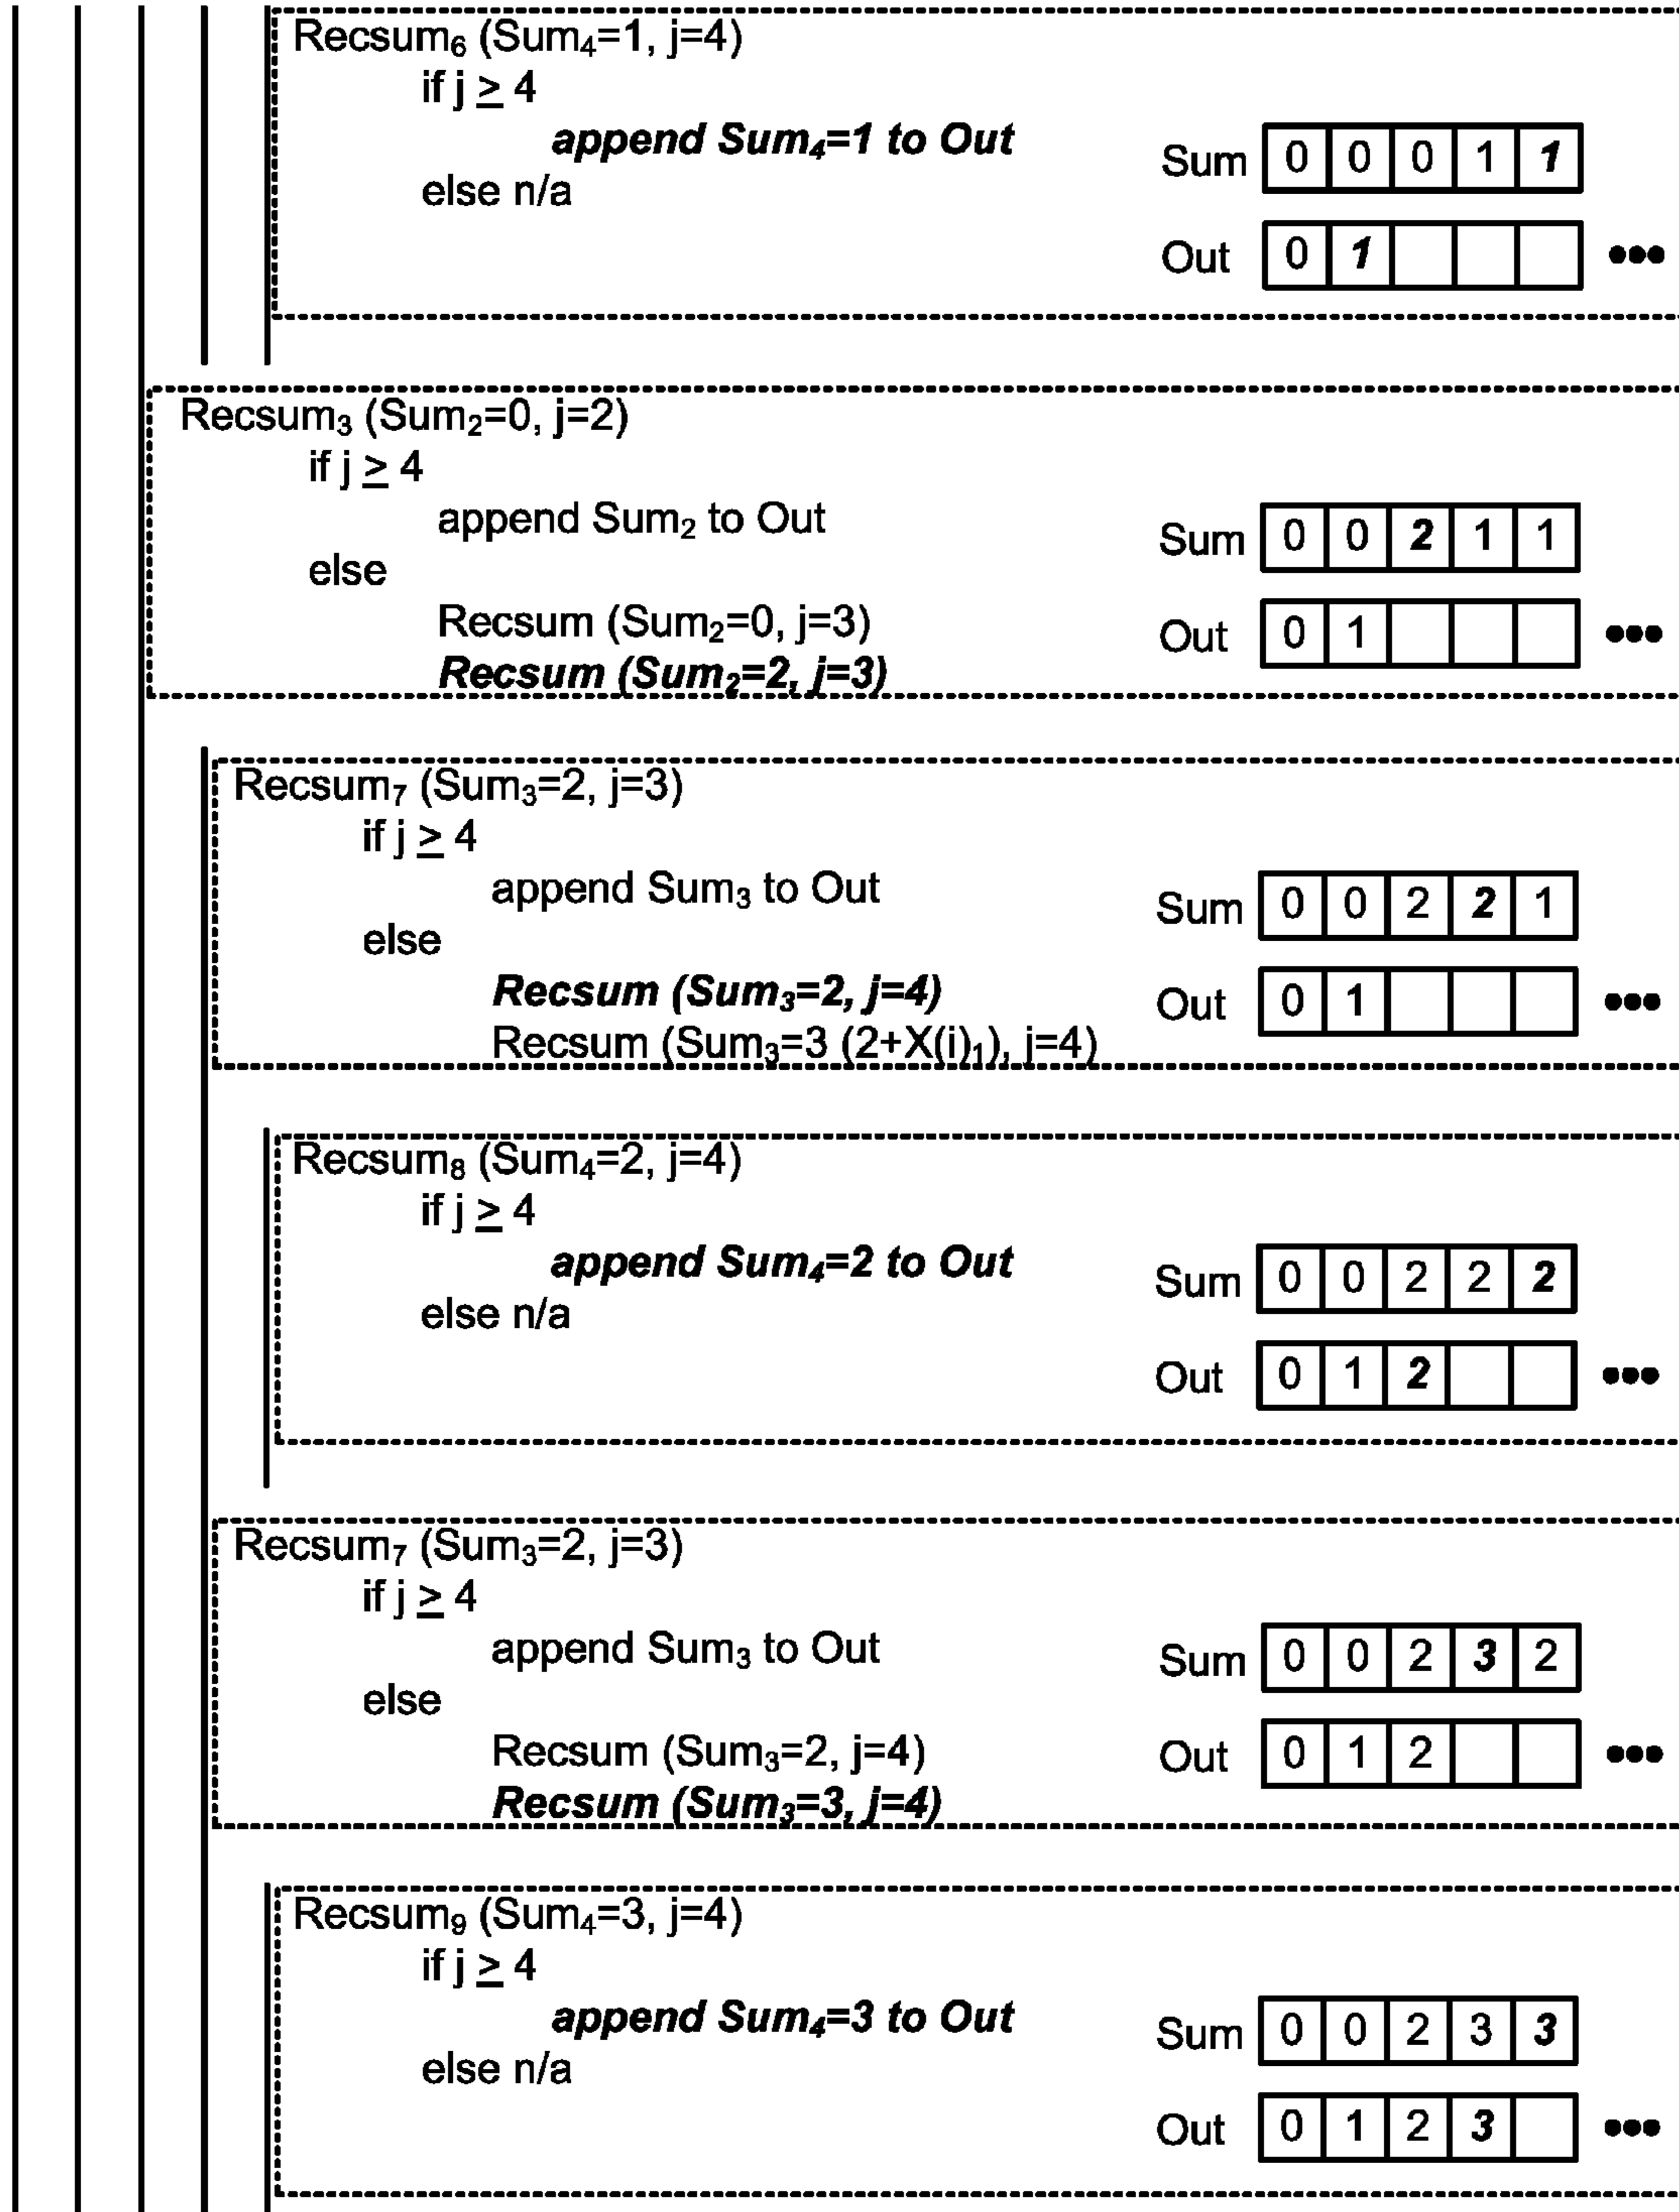 Recsum₆ (Sum₄=1, j=4)
if j ≥ 4
append Sum₄=1 to Out
else n/a
Sum 0 0 0 1 1
Out 0 1 •••
Recsum₃ (Sum₂=0, j=2)
if j ≥ 4
append Sum₂ to Out
else
Recsum (Sum₂=0, j=3)
Recsum (Sum₂=2, j=3)
Sum 0 0 2 1 1
Out 0 1 •••
Recsum₇ (Sum₃=2, j=3)
if j ≥ 4
append Sum₃ to Out
else
Recsum (Sum₃=2, j=4)
Recsum (Sum₃=3 (2+X(i)₁), j=4)
Sum 0 0 2 2 1
Out 0 1 •••
Recsum₈ (Sum₄=2, j=4)
if j ≥ 4
append Sum₄=2 to Out
else n/a
Sum 0 0 2 2 2
Out 0 1 2 •••
Recsum₇ (Sum₃=2, j=3)
if j ≥ 4
append Sum₃ to Out
else
Recsum (Sum₃=2, j=4)
Recsum (Sum₃=3, j=4)
Sum 0 0 2 3 2
Out 0 1 2 •••
Recsum₉ (Sum₄=3, j=4)
if j ≥ 4
append Sum₄=3 to Out
else n/a
Sum 0 0 2 3 3
Out 0 1 2 3 •••